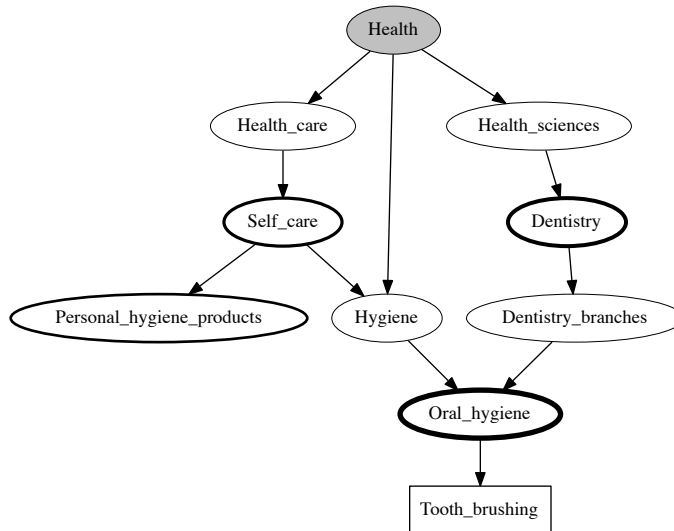 Health
Health_care
Health_sciences
Self_care
Dentistry
Personal_hygiene_products
Hygiene
Dentistry_branches
Oral_hygiene
Tooth_brushing